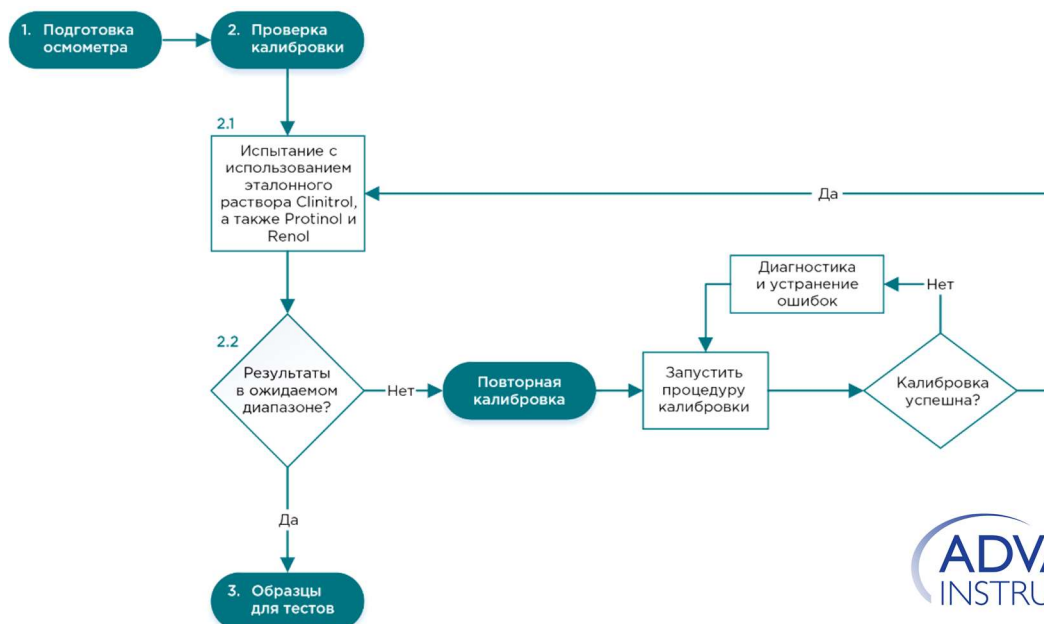 1. Подготовка
осмометра
2. Проверка
калибровки
2.1
Испытание с
использованием
эталонного
раствора Clinitrol,
а также Protinol и
Renol
Да
Диагностика
и устранение
ошибок
Нет
2.2
Результаты
в ожидаемом
диапазоне?
Нет
Повторная
калибровка
Запустить
процедуру
калибровки
Калибровка
успешна?
Да
3. Образцы
для тестов
ADVA
INSTRU